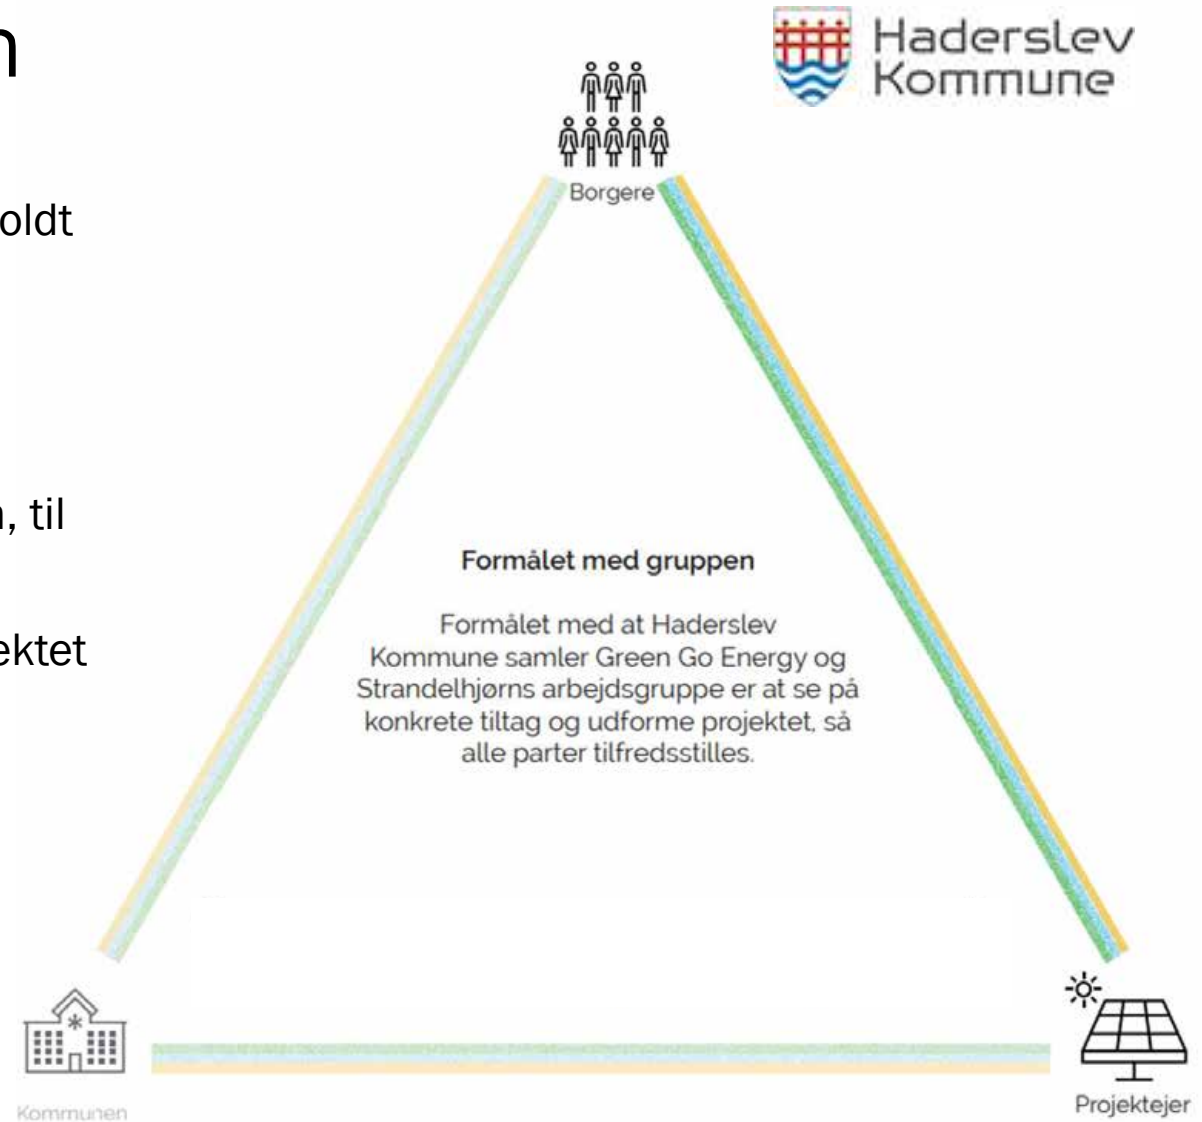 n
Haderslev
Kommune
Borgere
oldt
, til
ektet
Formålet med gruppen
Formålet med at Haderslev
Kommune samler Green Go Energy og
Strandelhjørns arbejdsgruppe er at se på
konkrete tiltag og udforme projektet, så
alle parter tilfredsstilles.
Kommunen
Projektejer